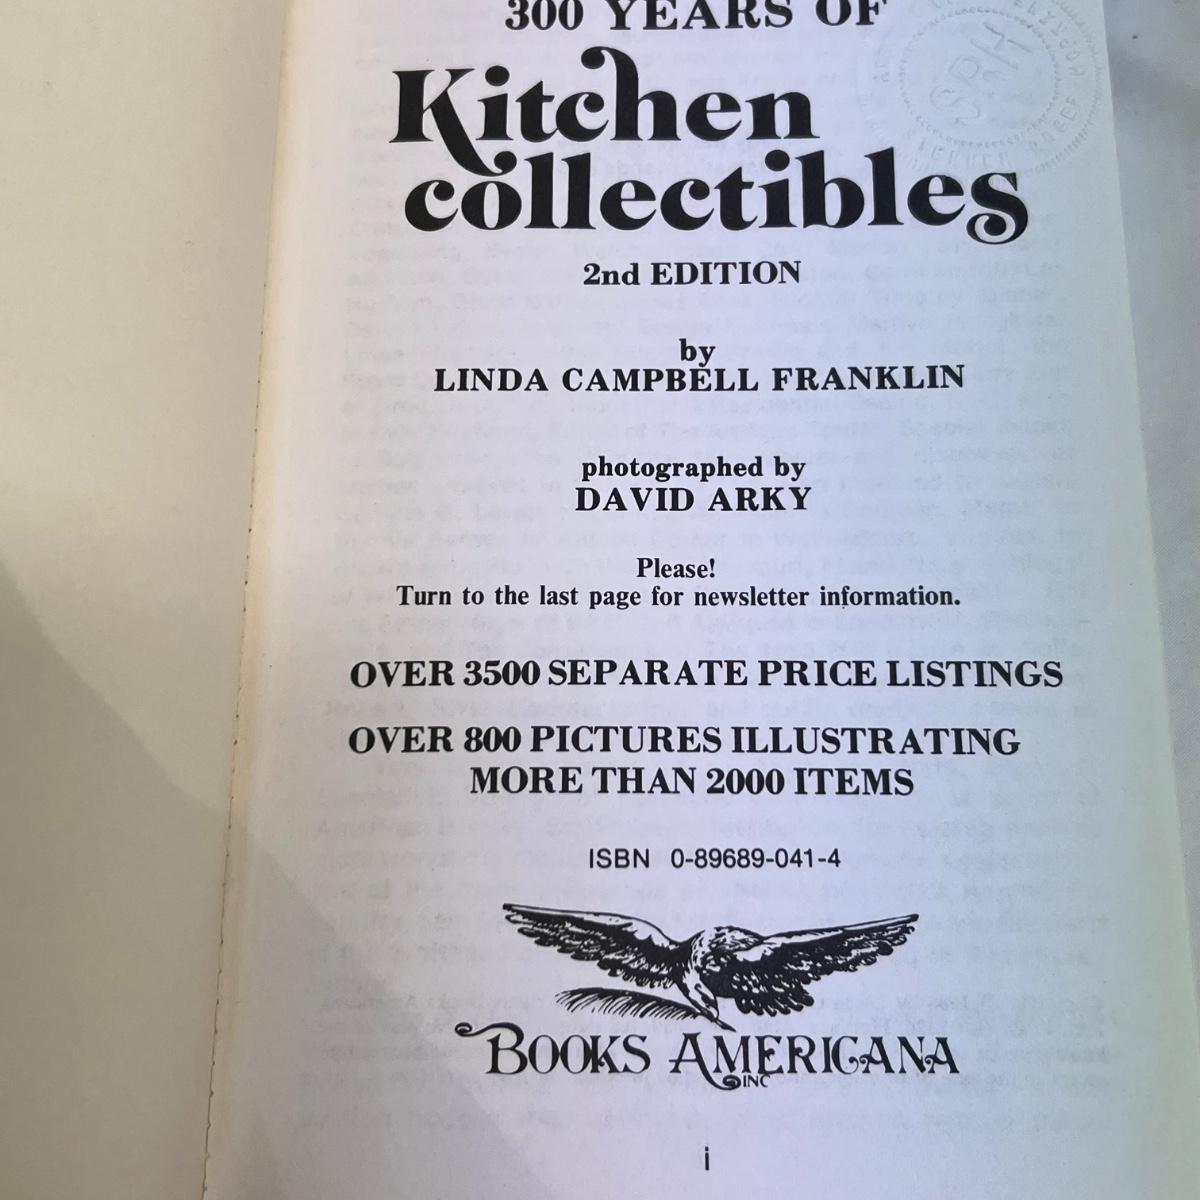 300 YEARS OF
Kitchen
collectibles
2nd EDITION
by
LINDA CAMPBELL FRANKLIN
photographed by
DAVID ARKY
Please!
Turn to the last page for newsletter information.
OVER 3500 SEPARATE PRICE LISTINGS
OVER 800 PICTURES ILLUSTRATING
MORE THAN 2000 ITEMS
ISBN 0-89689-041-4
BOOKS AMERICANA
INC
i